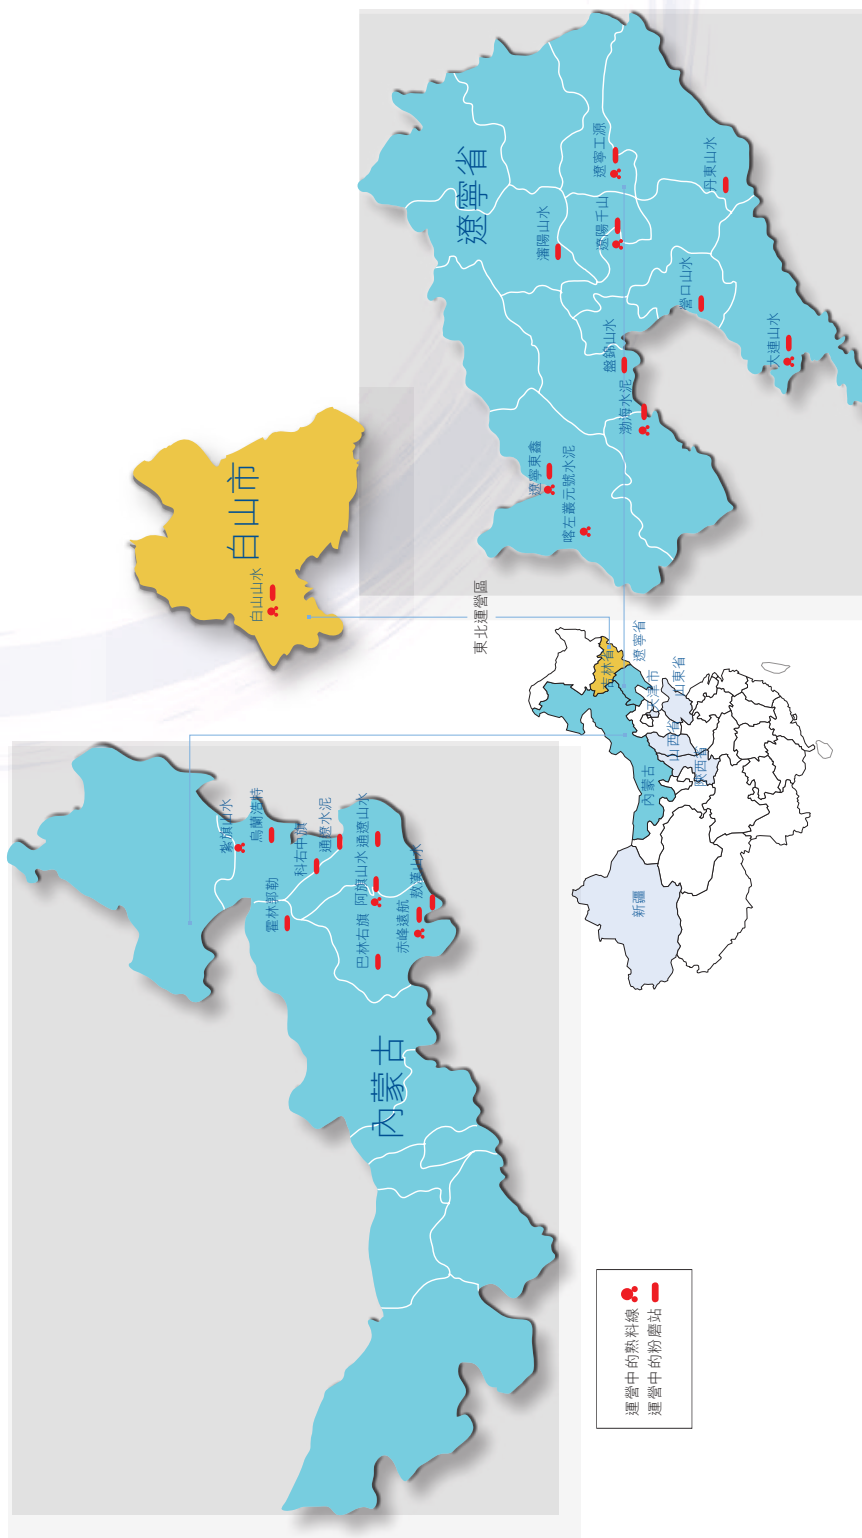 東北運營區
內蒙古
紮旗山水
烏蘭浩特
霍林郭勒
科右中旗
通遼水泥
通遼山水
阿旗山水
巴林右旗
赤峰遠航
敖漢山水
白山市
白山山水
遼寧省
遼寧工源
遼陽千山
瀋陽山水
丹東山水
營口山水
大連山水
盤錦山水
渤海水泥
遼寧東鑫
喀左叢元號水泥
吉林省
遼寧省
天津市
山東省
內蒙古
山西省
陝西省
新疆
運營中的熟料線
運營中的粉磨站